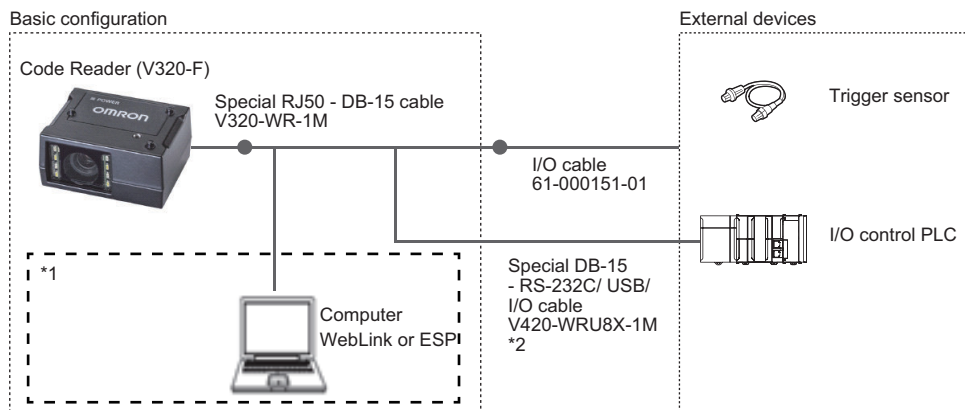 Basic configuration
External devices
Code Reader (V320-F)
POWER
OMRON
Special RJ50 - DB-15 cable
V320-WR-1M
Trigger sensor
I/O cable
61-000151-01
I/O control PLC
*1
Special DB-15
- RS-232C/ USB/
I/O cable
V420-WRU8X-1M
*2
Computer
WebLink or ESP